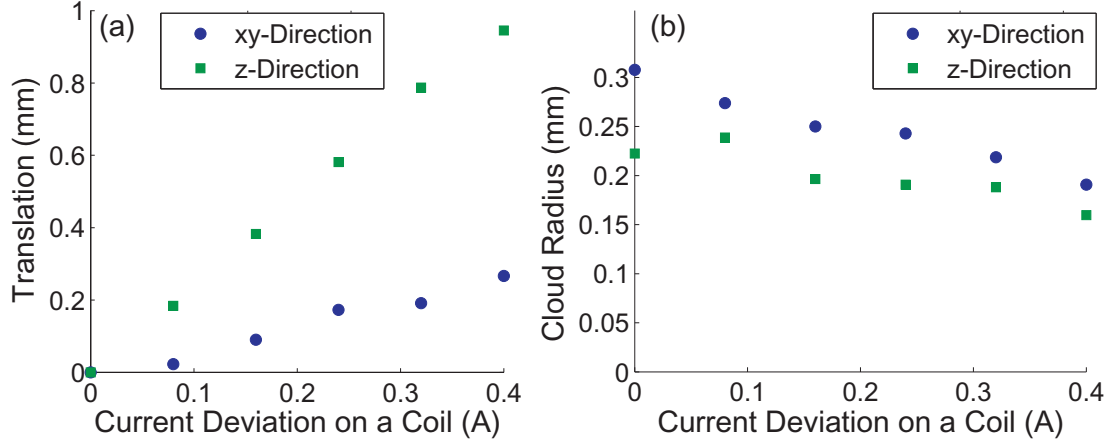 (a)
xy-Direction
z-Direction
Translation (mm)
1
0.8
0.6
0.4
0.2
0
0 0.1 0.2 0.3 0.4
Current Deviation on a Coil (A)
(b)
xy-Direction
z-Direction
Cloud Radius (mm)
0.3
0.25
0.2
0.15
0.1
0.05
0
0 0.1 0.2 0.3 0.4
Current Deviation on a Coil (A)